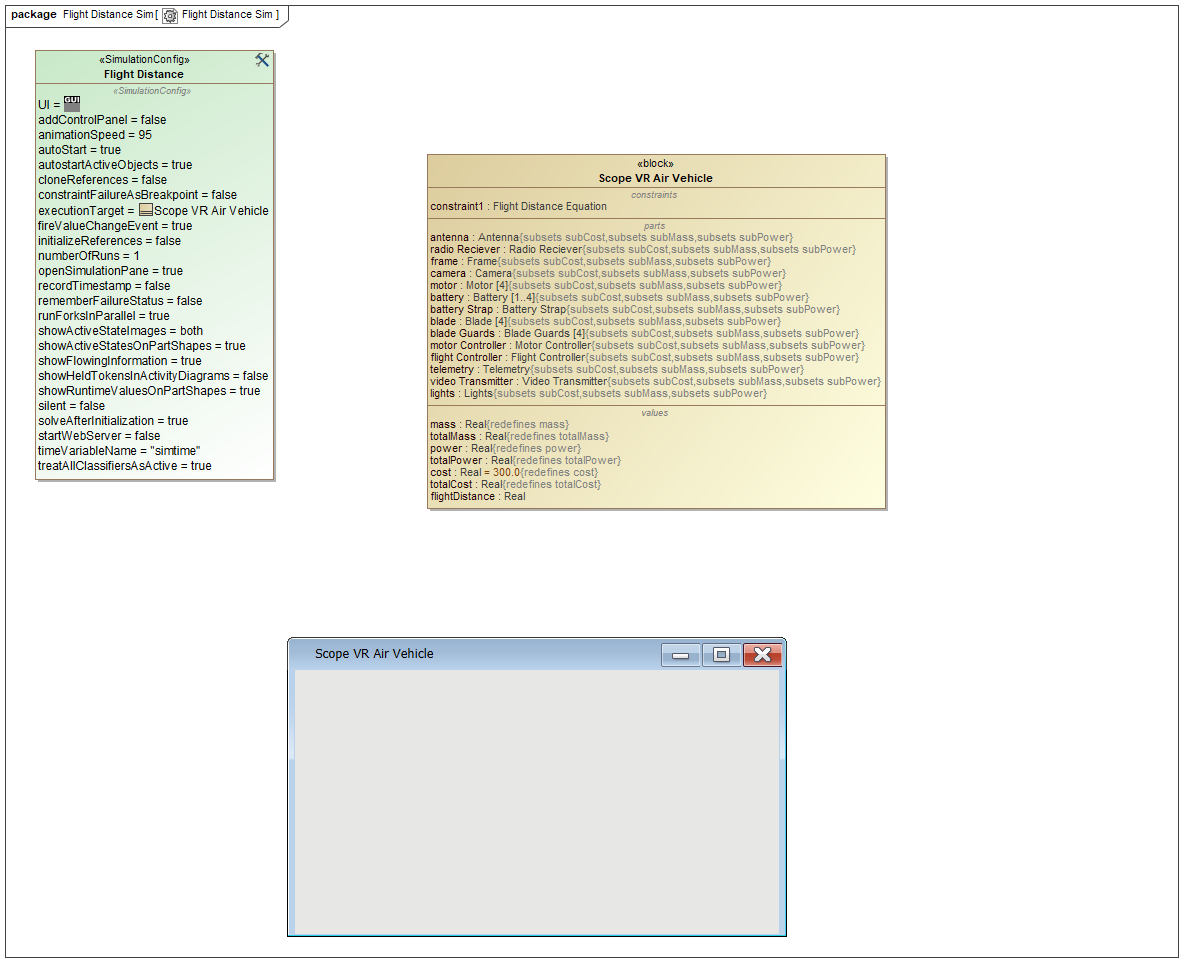 package Flight Distance Sim [ Flight Distance Sim ]
«SimulationConfig»
Flight Distance
«SimulationConfig»
UI = GUI
addControlPanel = false
animationSpeed = 95
autoStart = true
autostartActiveObjects = true
cloneReferences = false
constraintFailureAsBreakpoint = false
executionTarget = Scope VR Air Vehicle
fireValueChangeEvent = true
initializeReferences = false
numberOfRuns = 1
openSimulationPane = true
recordTimestamp = false
rememberFailureStatus = false
runForksInParallel = true
showActiveStateImages = both
showActiveStatesOnPartShapes = true
showFlowingInformation = true
showHeldTokensInActivityDiagrams = false
showRuntimeValuesOnPartShapes = true
silent = false
solveAfterInitialization = true
startWebServer = false
timeVariableName = "simtime"
treatAllClassifiersAsActive = true
«block»
Scope VR Air Vehicle
constraints
constraint1 : Flight Distance Equation
parts
antenna : Antenna{subsets subCost,subsets subMass,subsets subPower}
radio Reciever : Radio Reciever{subsets subCost,subsets subMass,subsets subPower}
frame : Frame{subsets subCost,subsets subMass,subsets subPower}
camera : Camera{subsets subCost,subsets subMass,subsets subPower}
motor : Motor [4]{subsets subCost,subsets subMass,subsets subPower}
battery : Battery [1..4]{subsets subCost,subsets subMass,subsets subPower}
battery Strap : Battery Strap{subsets subCost,subsets subMass,subsets subPower}
blade : Blade [4]{subsets subCost,subsets subMass,subsets subPower}
blade Guards : Blade Guards [4]{subsets subCost,subsets subMass,subsets subPower}
motor Controller : Motor Controller{subsets subCost,subsets subMass,subsets subPower}
flight Controller : Flight Controller{subsets subCost,subsets subMass,subsets subPower}
telemetry : Telemetry{subsets subCost,subsets subMass,subsets subPower}
video Transmitter : Video Transmitter{subsets subCost,subsets subMass,subsets subPower}
lights : Lights{subsets subCost,subsets subMass,subsets subPower}
values
mass : Real{redefines mass}
totalMass : Real{redefines totalMass}
power : Real{redefines power}
totalPower : Real{redefines totalPower}
cost : Real = 300.0{redefines cost}
totalCost : Real{redefines totalCost}
flightDistance : Real
Scope VR Air Vehicle